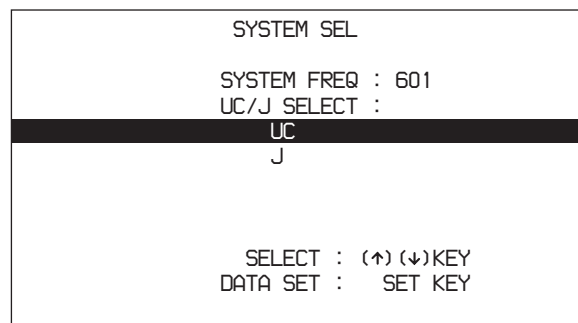 SYSTEM SEL
SYSTEM FREQ : 601
UC/J SELECT :
UC
J
SELECT : (↑)(↓)KEY
DATA SET : SET KEY